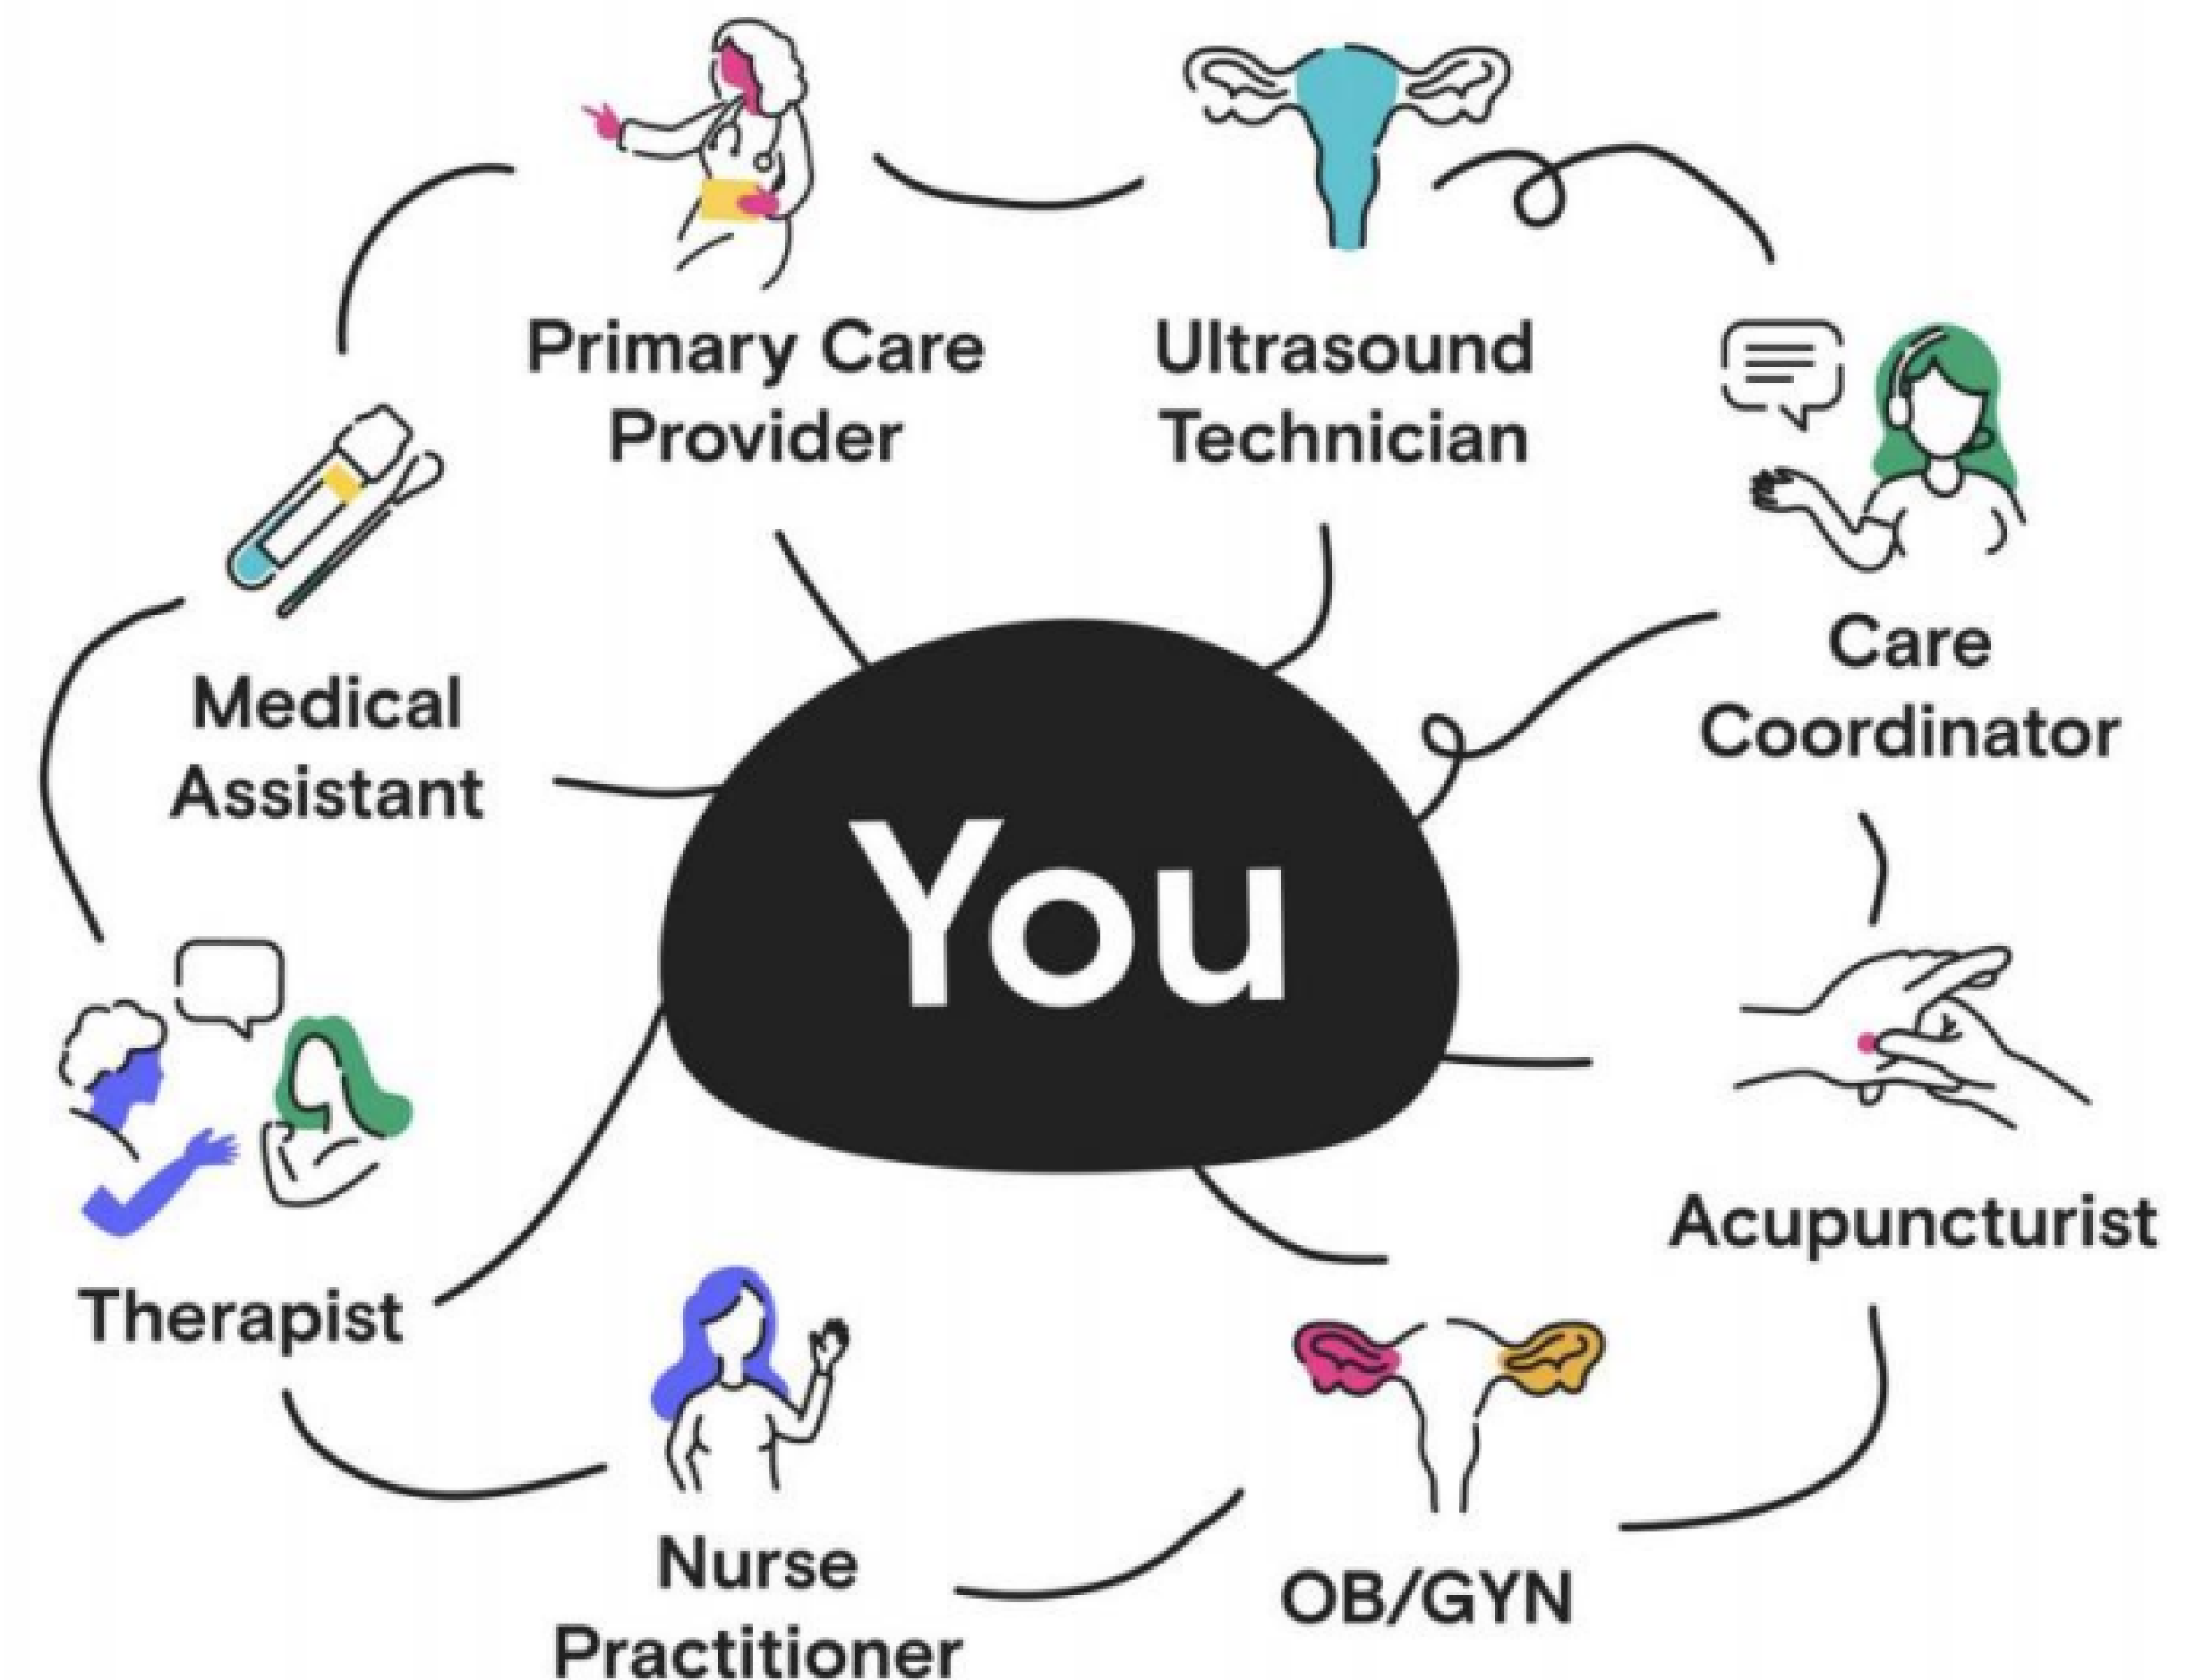 Primary Care
Provider
Ultrasound
Technician
Care
Coordinator
Medical
Assistant
You
Acupuncturist
Therapist
Nurse
Practitioner
OB/GYN